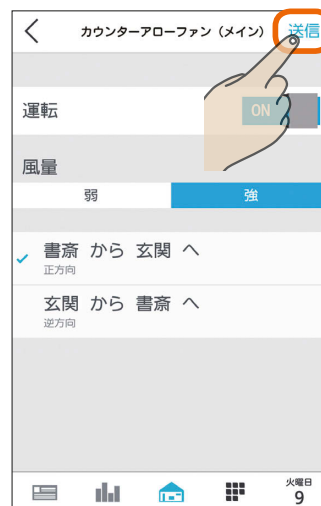 カウンターアローファン（メイン） 送信
運転 ON
風量
弱 強
書斎 から 玄関 へ
正方向
玄関 から 書斎 へ
逆方向
火曜日
9